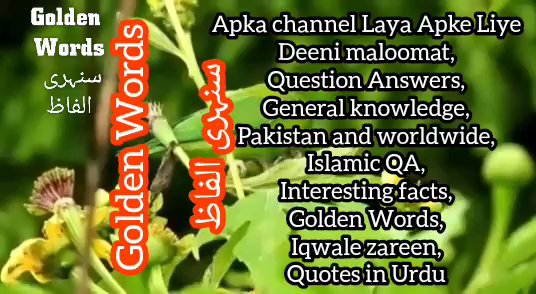 Golden
Words
سنہری
الفاظ
Golden Words
سنہری الفاظ
Apka channel Laya Apke Liye
Deeni maloomat,
Question Answers,
General knowledge,
Pakistan and worldwide,
Islamic QA,
Interesting facts,
Golden Words,
Iqwale zareen,
Quotes in Urdu